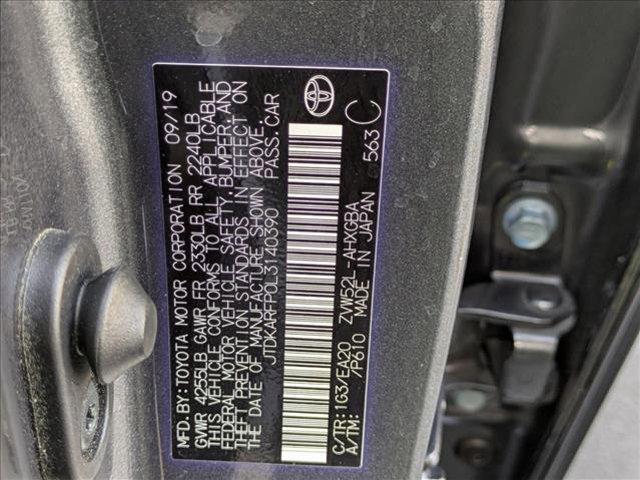 MFD. BY: TOYOTA MOTOR CORPORATION 09/19
GVWR 4255LB GAWR FR 2330LB RR 2240LB
THIS VEHICLE CONFORMS TO ALL APPLICABLE
FEDERAL MOTOR VEHICLE SAFETY, BUMPER, AND
THEFT PREVENTION STANDARDS IN EFFECT ON
THE DATE OF MANUFACTURE SHOWN ABOVE.
JTDKARFP0L3140390 PASS. CAR
C/TR: 1G3/EA20 ZVW52L -AHXGBA
A/TM: /P610 MADE IN JAPAN 563 C